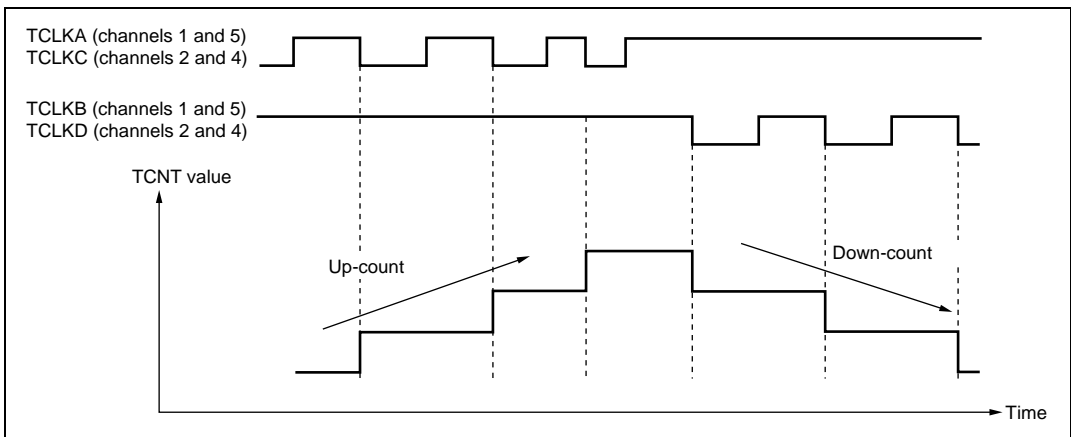 TCLKA (channels 1 and 5)
TCLKC (channels 2 and 4)
TCLKB (channels 1 and 5)
TCLKD (channels 2 and 4)
TCNT value
Up-count
Down-count
Time